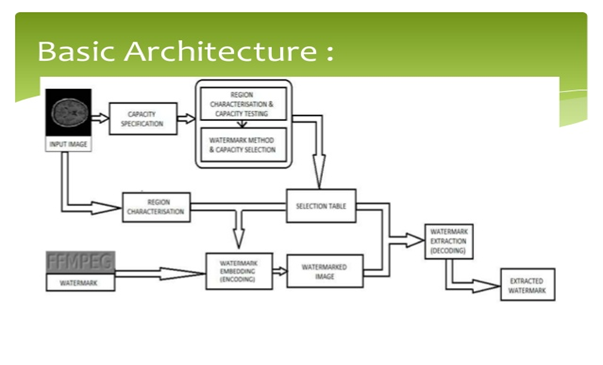 Basic Architecture :
INPUT IMAGE
CAPACITY
SPECIFICATION
REGION
CHARACTERISATION &
CAPACITY TESTING
WATERMARK METHOD
& CAPACITY SELECTION
REGION
CHARACTERISATION
SELECTION TABLE
WATERMARK
EXTRACTION
(DECODING)
FFMPEG
WATERMARK
WATERMARK
EMBEDDING
(ENCODING)
WATERMARKED
IMAGE
EXTRACTED
WATERMARK